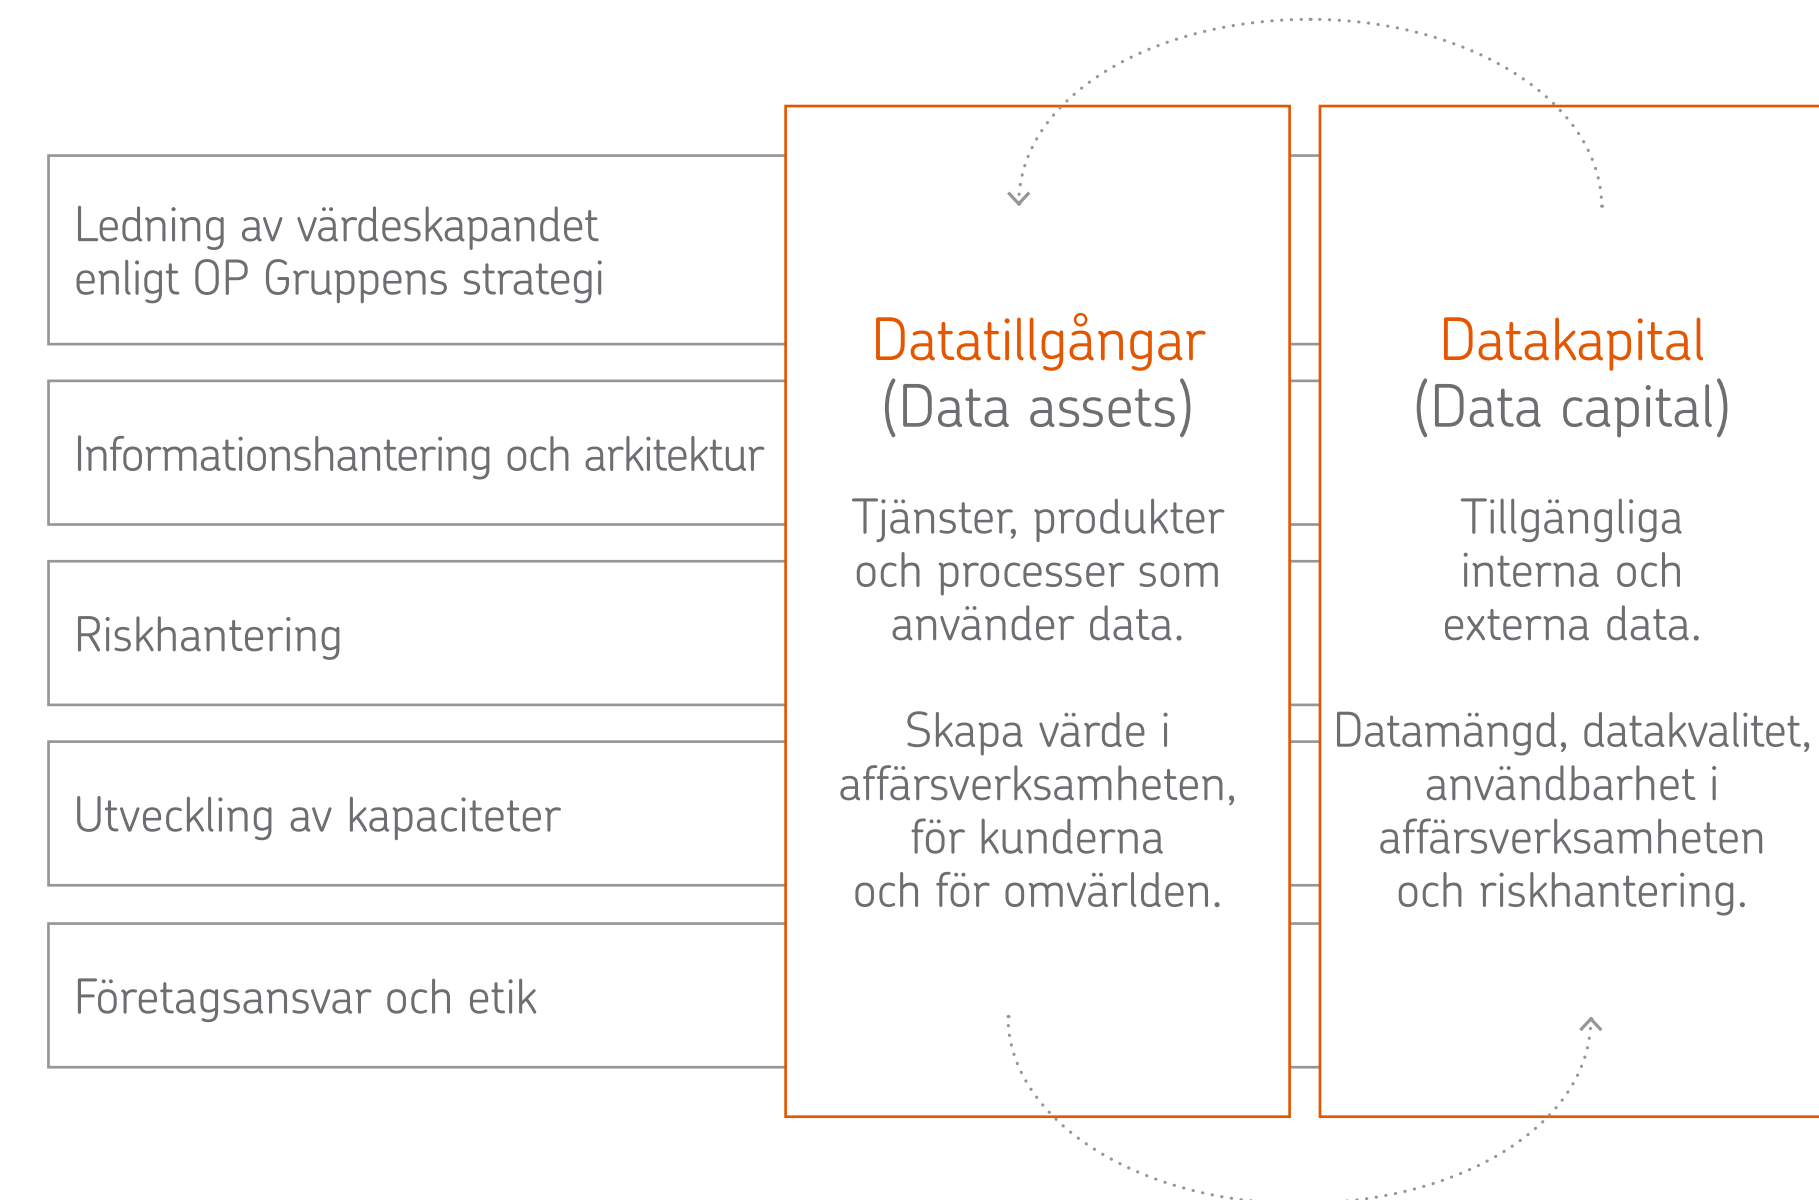 Ledning av värdeskapandet
enligt OP Gruppens strategi
Informationshantering och arkitektur
Riskhantering
Utveckling av kapaciteter
Företagsansvar och etik
Datatillgångar
(Data assets)
Tjänster, produkter
och processer som
använder data.
Skapa värde i
affärsverksamheten,
för kunderna
och för omvärlden.
Datakapital
(Data capital)
Tillgängliga
interna och
externa data.
Datamängd, datakvalitet,
användbarhet i
affärsverksamheten
och riskhantering.